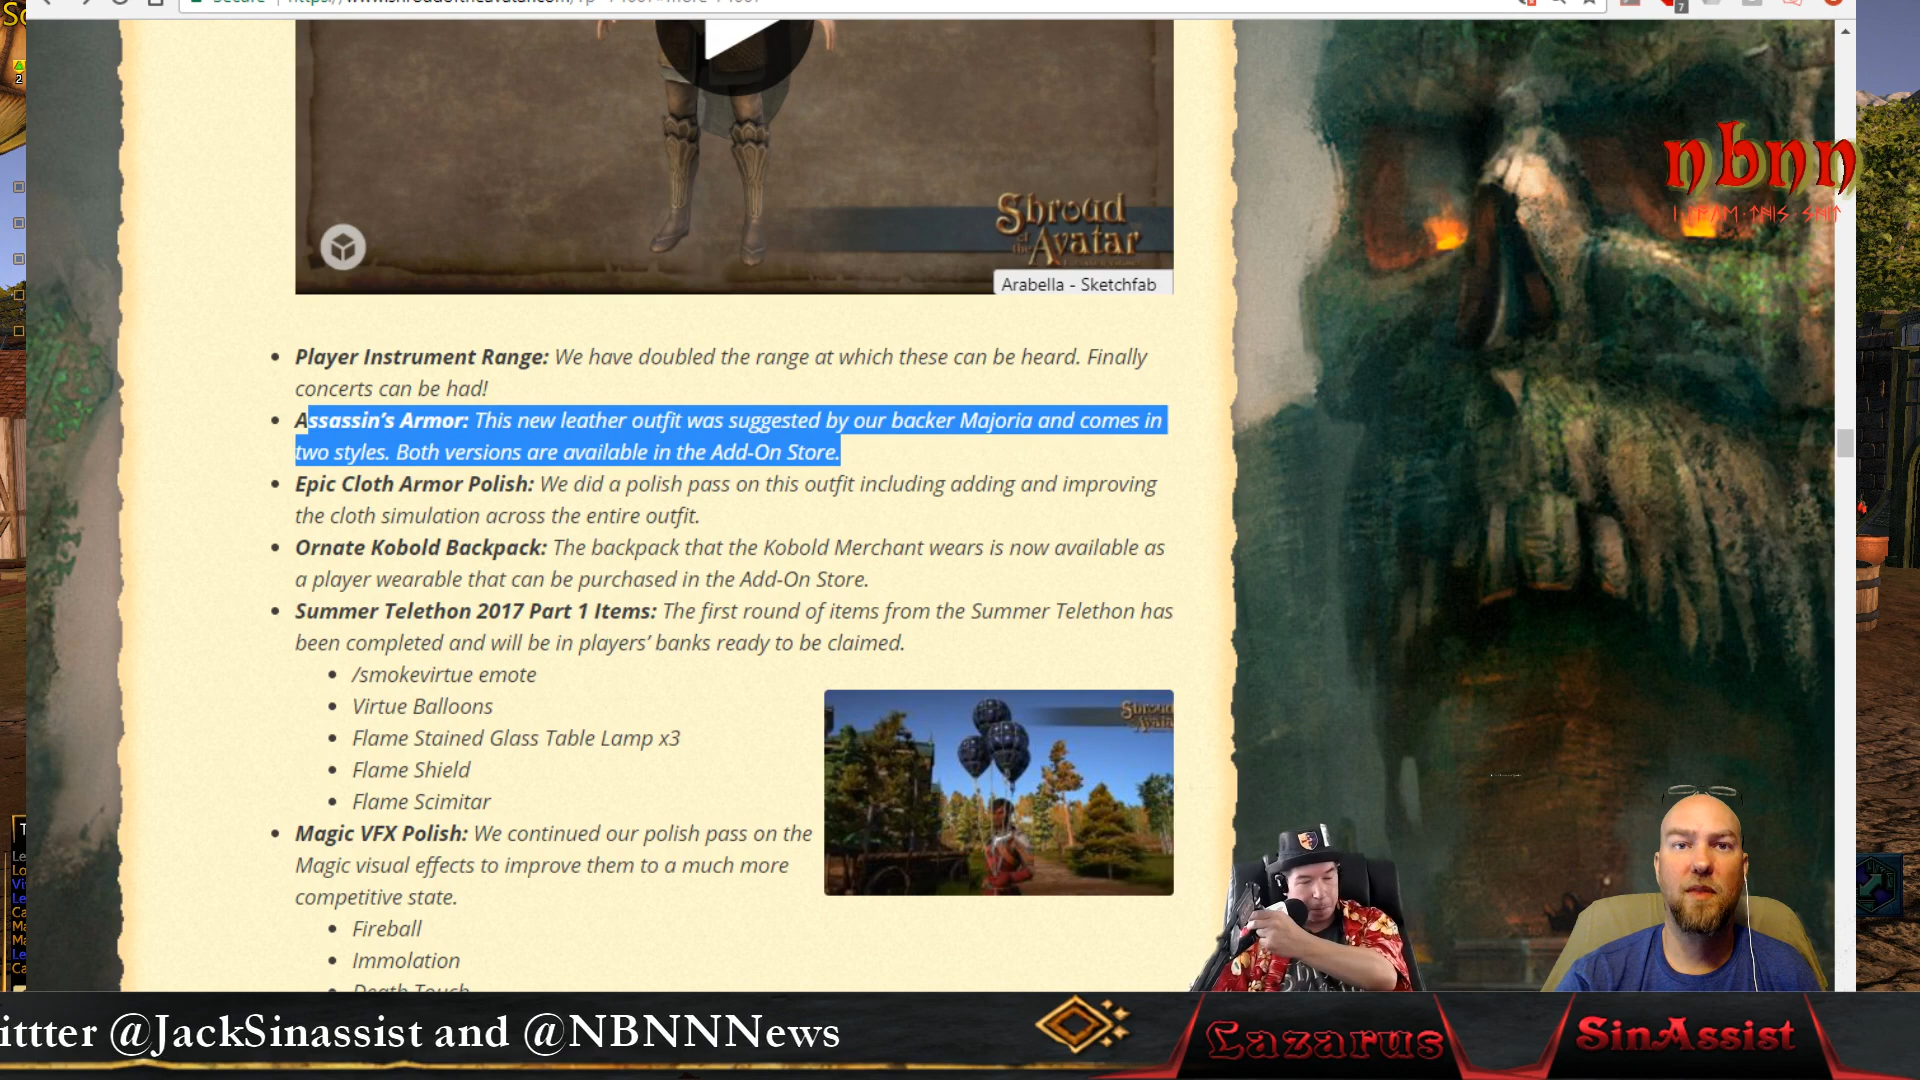 7
nbnn
Shroud
of the
Avatar
Arabella - Sketchfab
Player Instrument Range: We have doubled the range at which these can be heard. Finally
concerts can be had!
Assassin’s Armor: This new leather outfit was suggested by our backer Majoria and comes in
two styles. Both versions are available in the Add-On Store.
Epic Cloth Armor Polish: We did a polish pass on this outfit including adding and improving
the cloth simulation across the entire outfit.
Ornate Kobold Backpack: The backpack that the Kobold Merchant wears is now available as
a player wearable that can be purchased in the Add-On Store.
Summer Telethon 2017 Part 1 Items: The first round of items from the Summer Telethon has
been completed and will be in players’ banks ready to be claimed.
/smokevirtue emote
Virtue Balloons
Flame Stained Glass Table Lamp x3
Flame Shield
Flame Scimitar
Shroud
Avatar
Magic VFX Polish: We continued our polish pass on the
Magic visual effects to improve them to a much more
competitive state.
Fireball
Immolation
Death Touch
ittter @JackSinassist and @NBNNNews
Lazarus
SinAssist